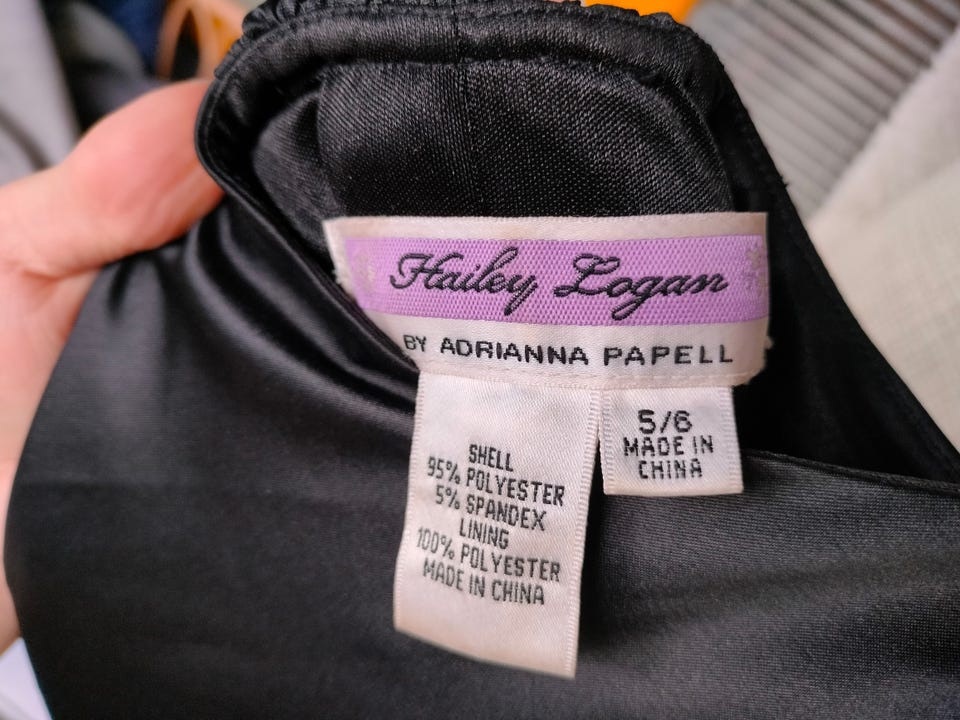 Hailey Logan
BY ADRIANNA PAPELL
5/6
MADE IN
CHINA
SHELL
95% POLYESTER
5% SPANDEX
LINING
100% POLYESTER
MADE IN CHINA